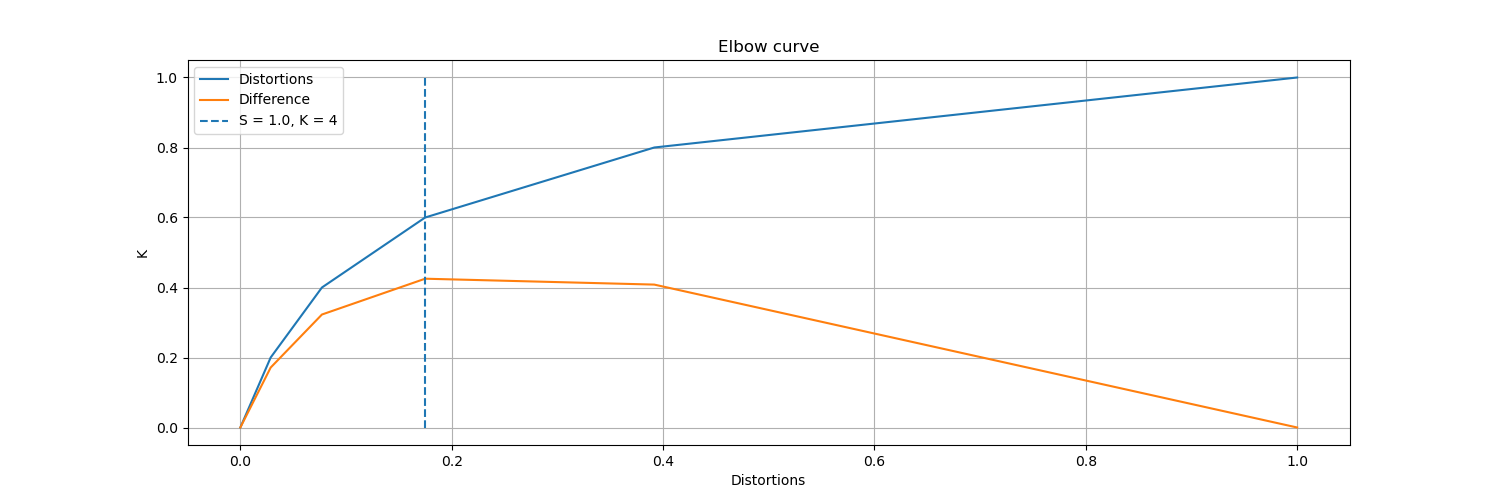 Elbow curve
Distortions
Difference
S = 1.0, K = 4
1.0
0.8
0.6
0.4
0.2
0.0
K
0.0 0.2 0.4 0.6 0.8 1.0
Distortions